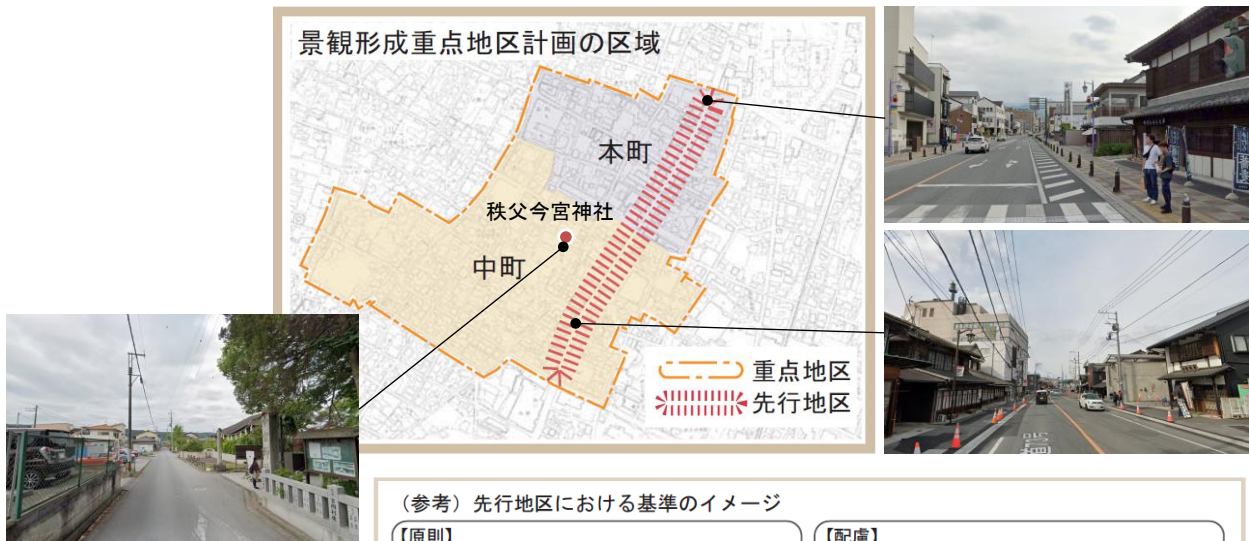 景観形成重点地区計画の区域
本町
秩父今宮神社
中町
重点地区
先行地区
(参考)先行地区における基準のイメージ
【原則】
【配慮】